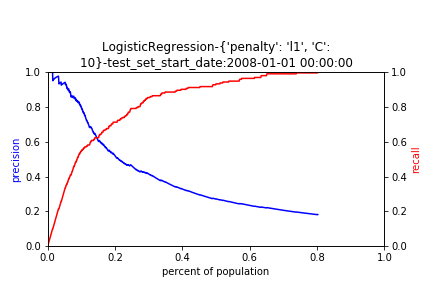 LogisticRegression-{'penalty': 'l1', 'C':
10}-test_set_start_date:2008-01-01 00:00:00
1.0
0.8
0.6
0.4
0.2
0.0
precision
1.0
0.8
0.6
0.4
0.2
0.0
recall
0.0 0.2 0.4 0.6 0.8 1.0
percent of population